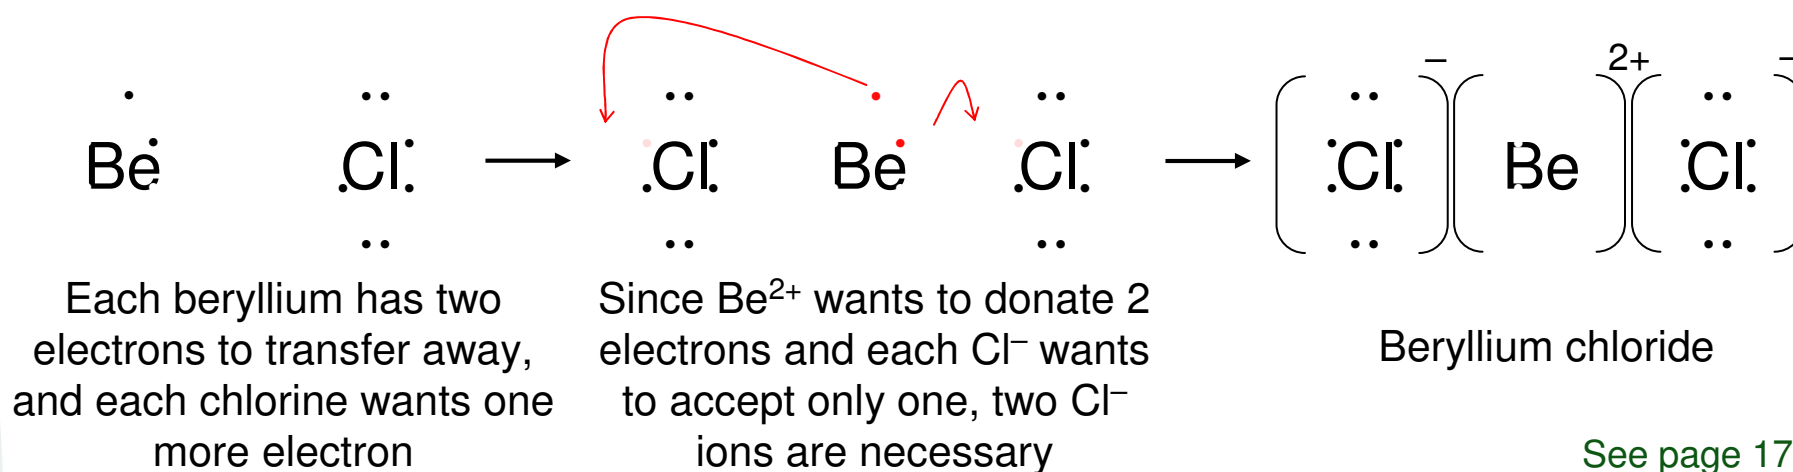 Be Cl Cl Be Cl Cl – Be 2+ Cl –
Each beryllium has two
electrons to transfer away,
and each chlorine wants one
more electron
Since Be²⁺ wants to donate 2
electrons and each Cl⁻ wants
to accept only one, two Cl⁻
ions are necessary
Beryllium chloride
See page 17